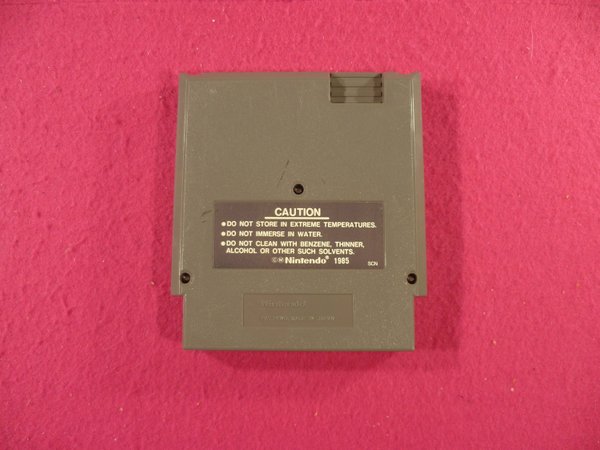 CAUTION
●DO NOT STORE IN EXTREME TEMPERATURES.
●DO NOT IMMERSE IN WATER.
●DO NOT CLEAN WITH BENZENE, THINNER,
ALCOHOL OR OTHER SUCH SOLVENTS.
©Ⓜ Nintendo® 1985 SCN
Nintendo